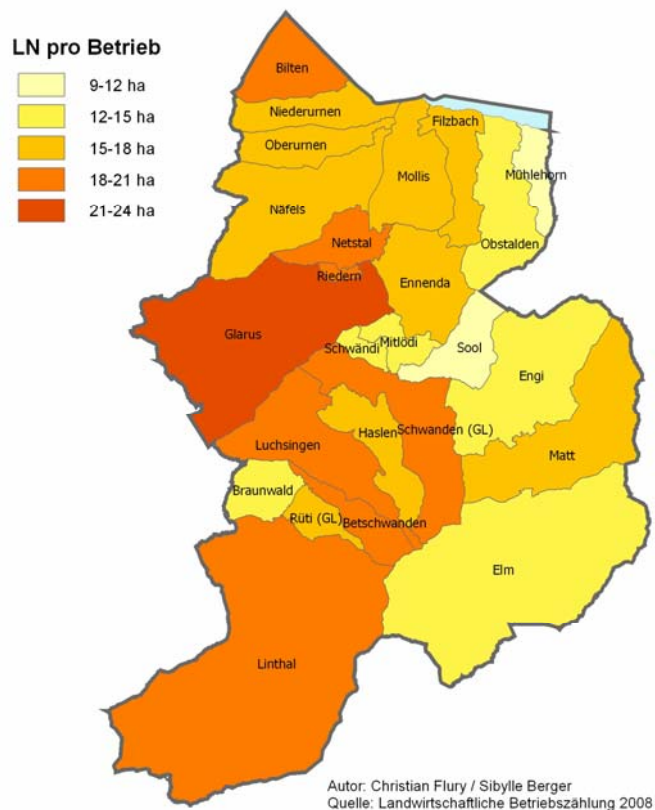 LN pro Betrieb
9-12 ha
12-15 ha
15-18 ha
18-21 ha
21-24 ha
Bilten
Niederurnen
Filzbach
Oberurnen
Mollis
Mühlehorn
Näfels
Netstal
Obstalden
Riedern
Ennenda
Glarus
Schwändi
Mitlödi
Sool
Engi
Haslen
Schwanden (GL)
Luchsingen
Matt
Braunwald
Rüti (GL)
Betschwanden
Elm
Linthal
Autor: Christian Flury / Sibylle Berger
Quelle: Landwirtschaftliche Betriebszählung 2008